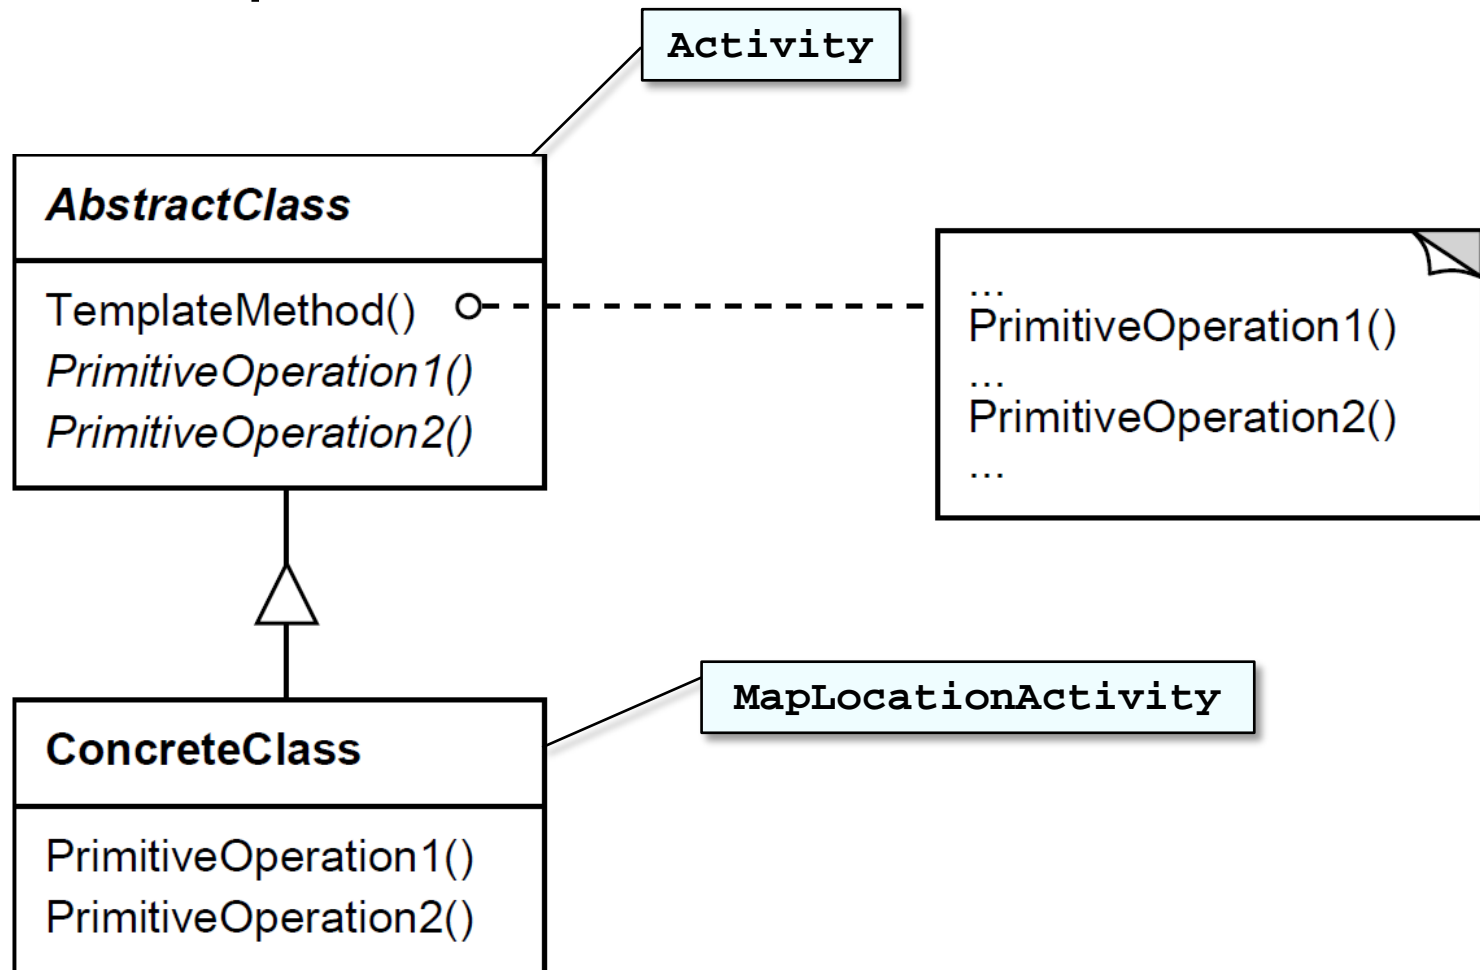 Activity
AbstractClass
TemplateMethod()
PrimitiveOperation1()
PrimitiveOperation2()
...
PrimitiveOperation1()
...
PrimitiveOperation2()
...
MapLocationActivity
ConcreteClass
PrimitiveOperation1()
PrimitiveOperation2()